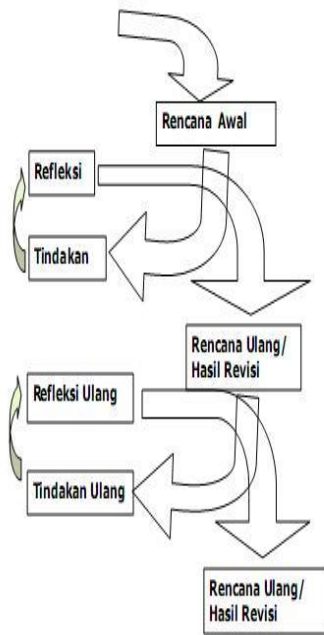 Rencana Awal
Refleksi
Tindakan
Rencana Ulang/
Hasil Revisi
Refleksi Ulang
Tindakan Ulang
Rencana Ulang/
Hasil Revisi